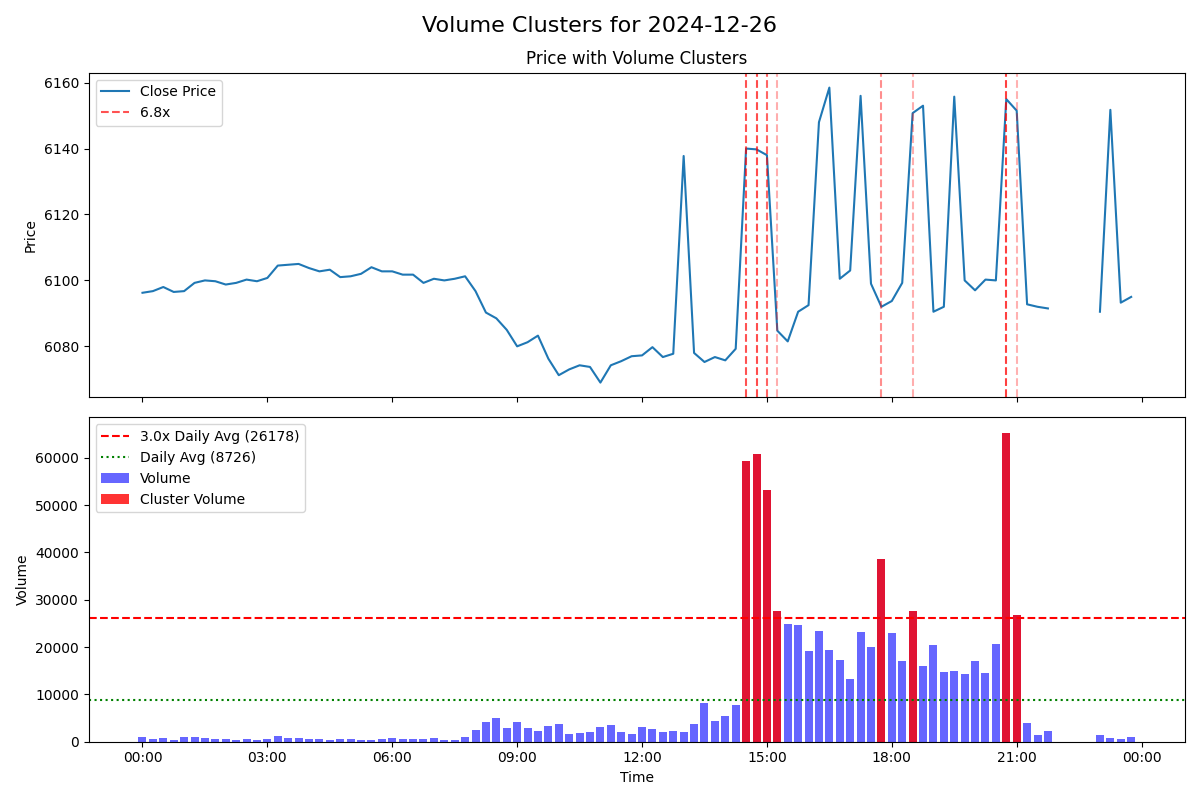 Volume Clusters for 2024-12-26
Price with Volume Clusters
Close Price
6.8x
6160
6140
6120
6100
6080
Price
3.0x Daily Avg (26178)
Daily Avg (8726)
Volume
Cluster Volume
60000
50000
40000
30000
20000
10000
0
Volume
00:00 03:00 06:00 09:00 12:00 15:00 18:00 21:00 00:00
Time